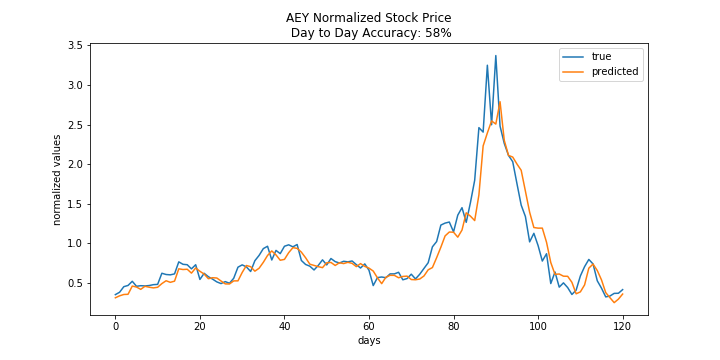 AEY Normalized Stock Price
Day to Day Accuracy: 58%
true
predicted
normalized values
3.5
3.0
2.5
2.0
1.5
1.0
0.5
0 20 40 60 80 100 120
days